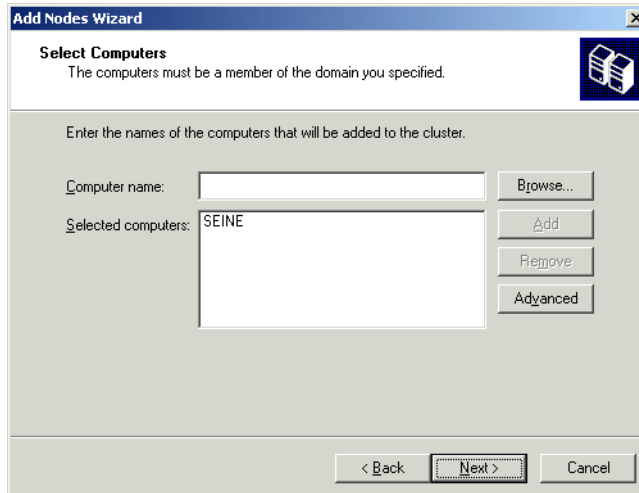 Add Nodes Wizard
Select Computers
The computers must be a member of the domain you specified.
Enter the names of the computers that will be added to the cluster.
Computer name:
Browse...
Selected computers:
SEINE
Add
Remove
Advanced
< Back
Next >
Cancel